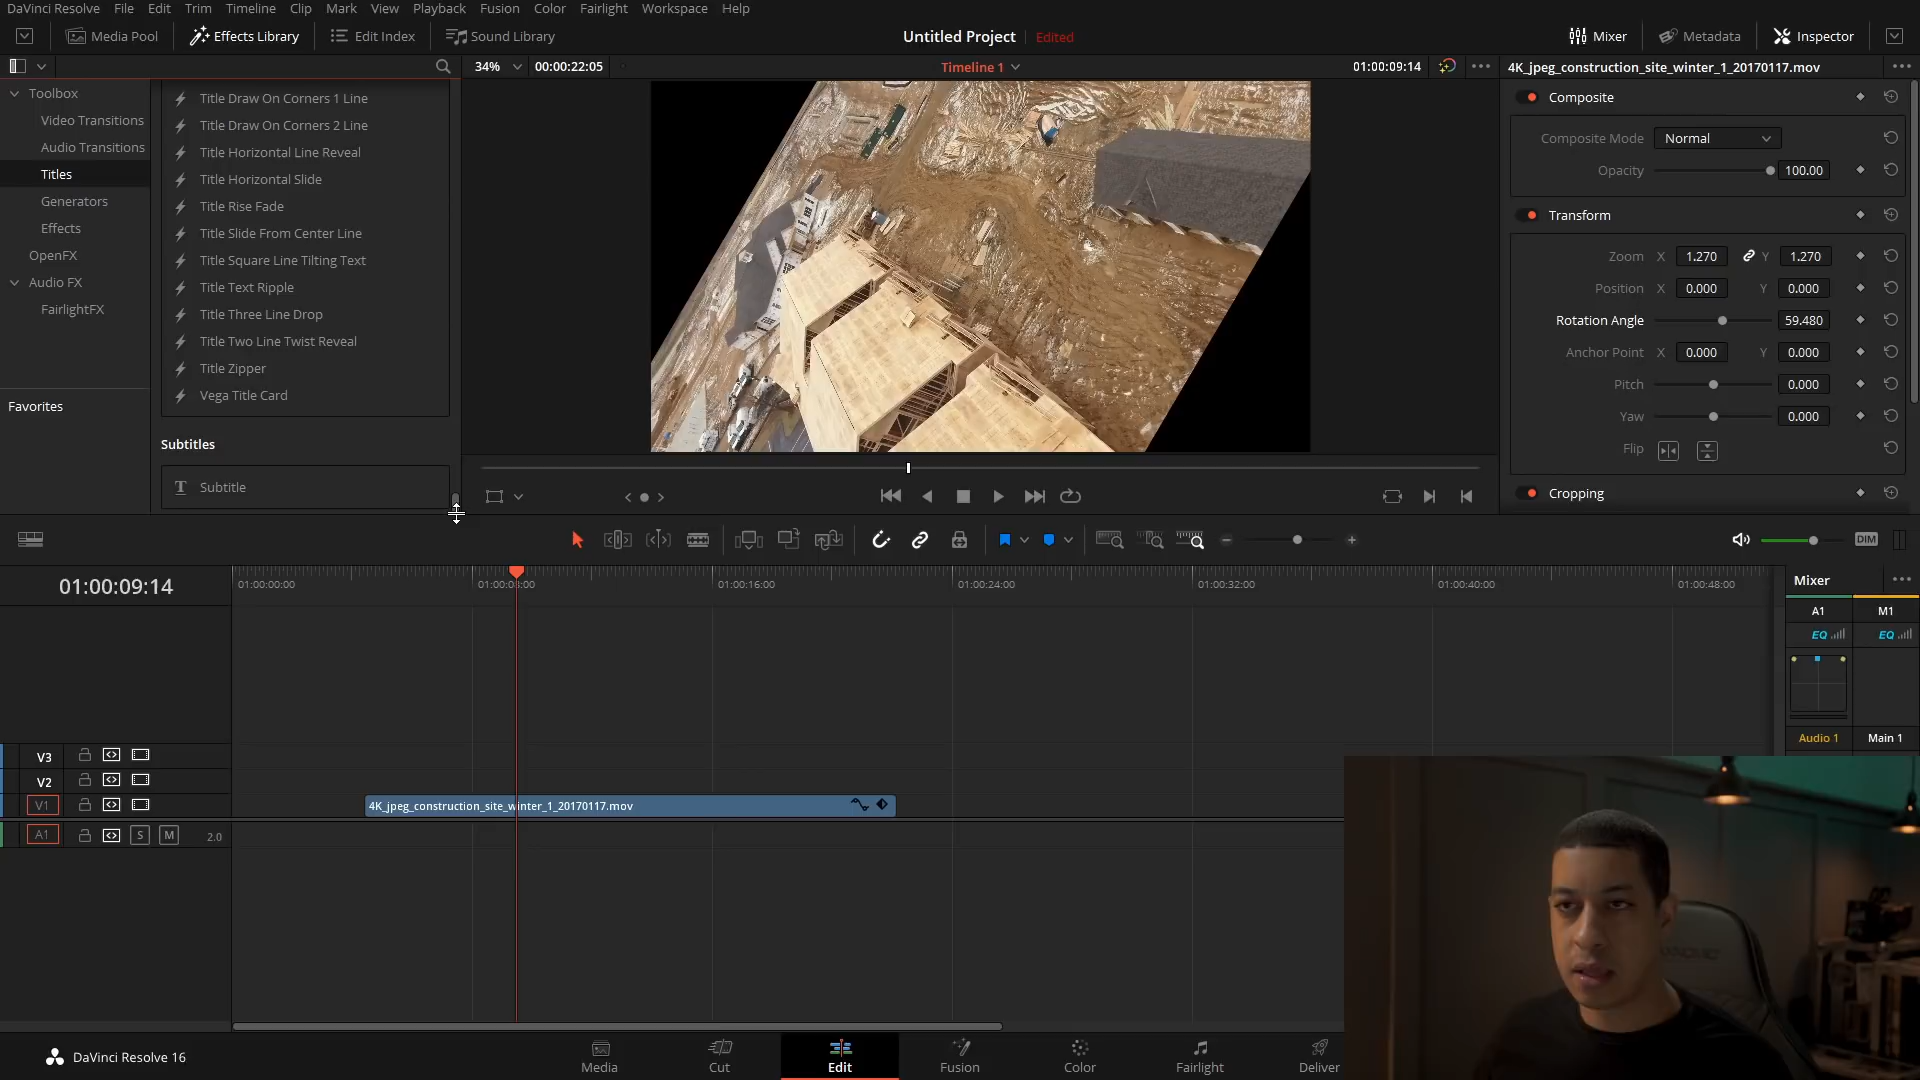 DaVinci Resolve File Edit Trim Timeline Clip Mark View Playback Fusion Color Fairlight Workspace Help
Media Pool Effects Library Edit Index Sound Library Untitled Project Edited Mixer Metadata Inspector
34% 00:00:22:05 Timeline 1 01:00:09:14 4K_jpeg_construction_site_winter_1_20170117.mov
Toolbox
Video Transitions
Audio Transitions
Titles
Generators
Effects
OpenFX
Audio FX
FairlightFX
Favorites
Title Draw On Corners 1 Line
Title Draw On Corners 2 Line
Title Horizontal Line Reveal
Title Horizontal Slide
Title Rise Fade
Title Slide From Center Line
Title Square Line Tilting Text
Title Text Ripple
Title Three Line Drop
Title Two Line Twist Reveal
Title Zipper
Vega Title Card
Subtitles
T Subtitle
Composite
Composite Mode Normal
Opacity 100.00
Transform
Zoom X 1.270 Y 1.270
Position X 0.000 Y 0.000
Rotation Angle 59.480
Anchor Point X 0.000 Y 0.000
Pitch 0.000
Yaw 0.000
Flip
Cropping
DIM
01:00:09:14 01:00:00:00 01:00:16:00 01:00:24:00 01:00:32:00 01:00:40:00 01:00:48:00
Mixer
A1 M1
EQ EQ
Audio 1 Main 1
V3
V2
V1 4K_jpeg_construction_site_winter_1_20170117.mov
A1 S M 2.0
DaVinci Resolve 16
Media Cut Edit Fusion Color Fairlight Deliver